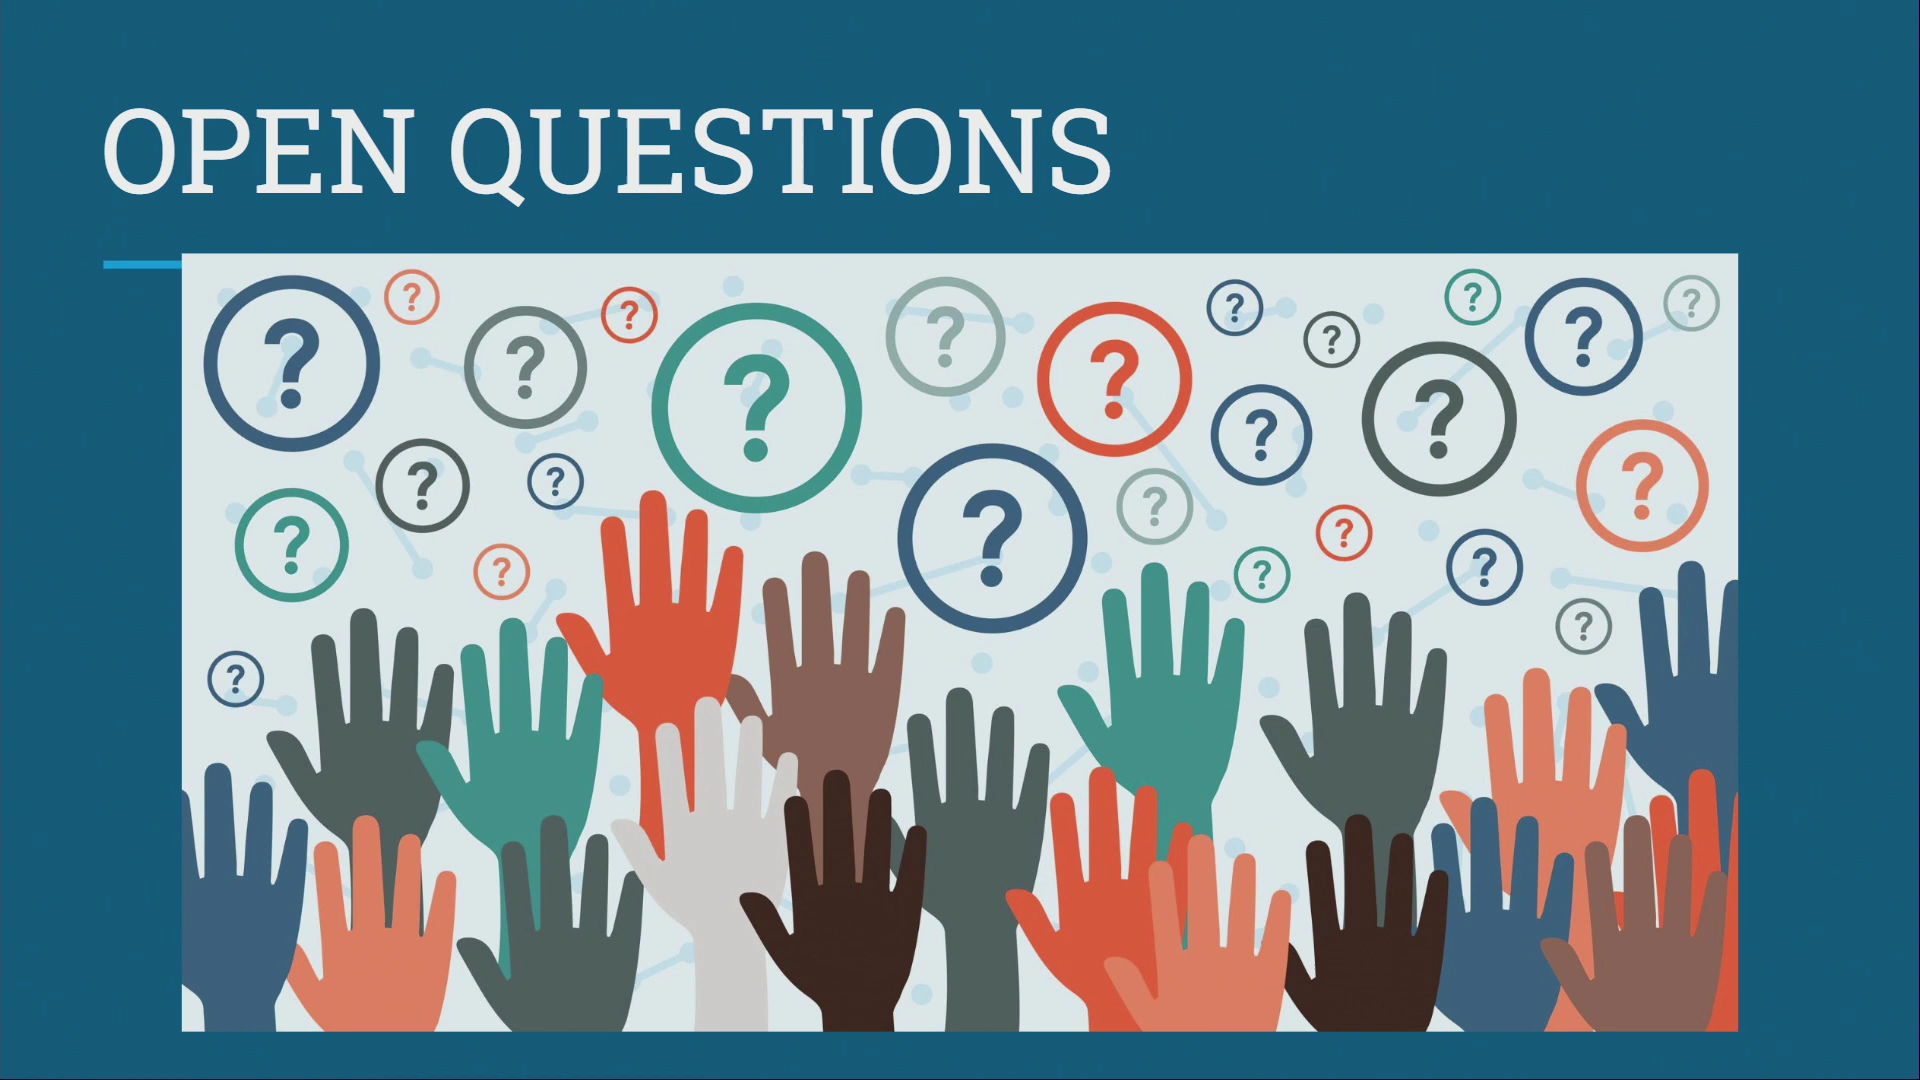 OPEN QUESTIONS
? ? ? ? ? ? ? ? ? ? ?
? ? ? ? ? ? ?
? ? ? ? ? ? ? ? ?
?